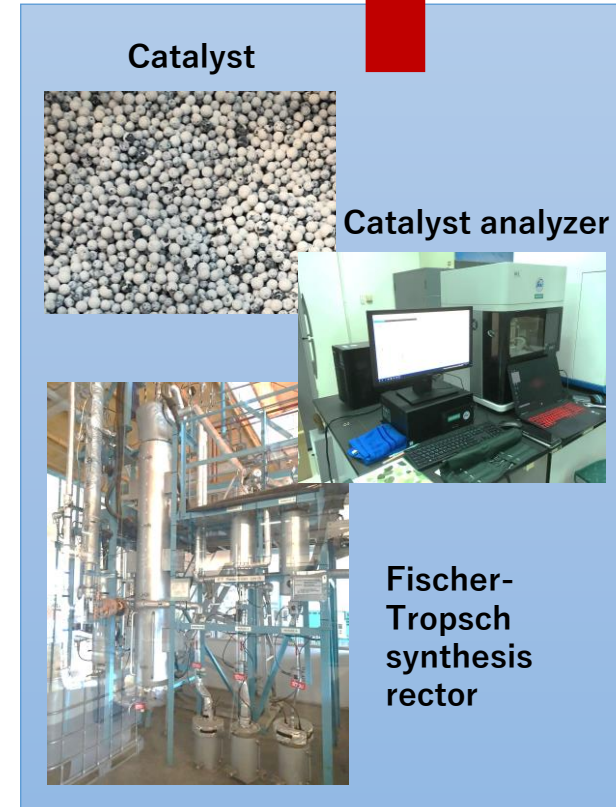 Catalyst
Catalyst analyzer
Fischer-
Tropsch
synthesis
rector